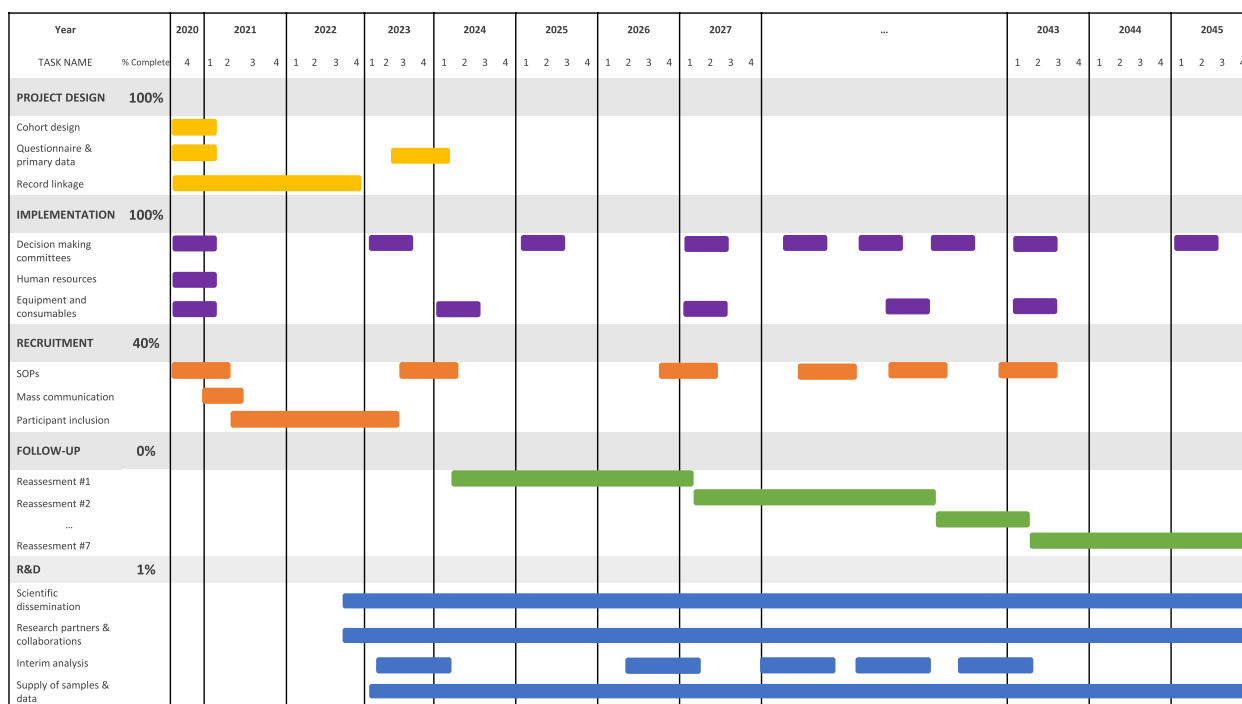 Year 2020 2021 2022 2023 2024 2025 2026 2027 ... 2043 2044 2045
TASK NAME % Complete 4 1 2 3 4 1 2 3 4 1 2 3 4 1 2 3 4 1 2 3 4 1 2 3 4 1 2 3 4 1 2 3 4 1 2 3 4 1 2 3 4
PROJECT DESIGN 100%
Cohort design
Questionnaire &
primary data
Record linkage
IMPLEMENTATION 100%
Decision making
committees
Human resources
Equipment and
consumables
RECRUITMENT 40%
SOPs
Mass communication
Participant inclusion
FOLLOW-UP 0%
Reassesment #1
Reassesment #2
...
Reassesment #7
R&D 1%
Scientific
dissemination
Research partners &
collaborations
Interim analysis
Supply of samples &
data